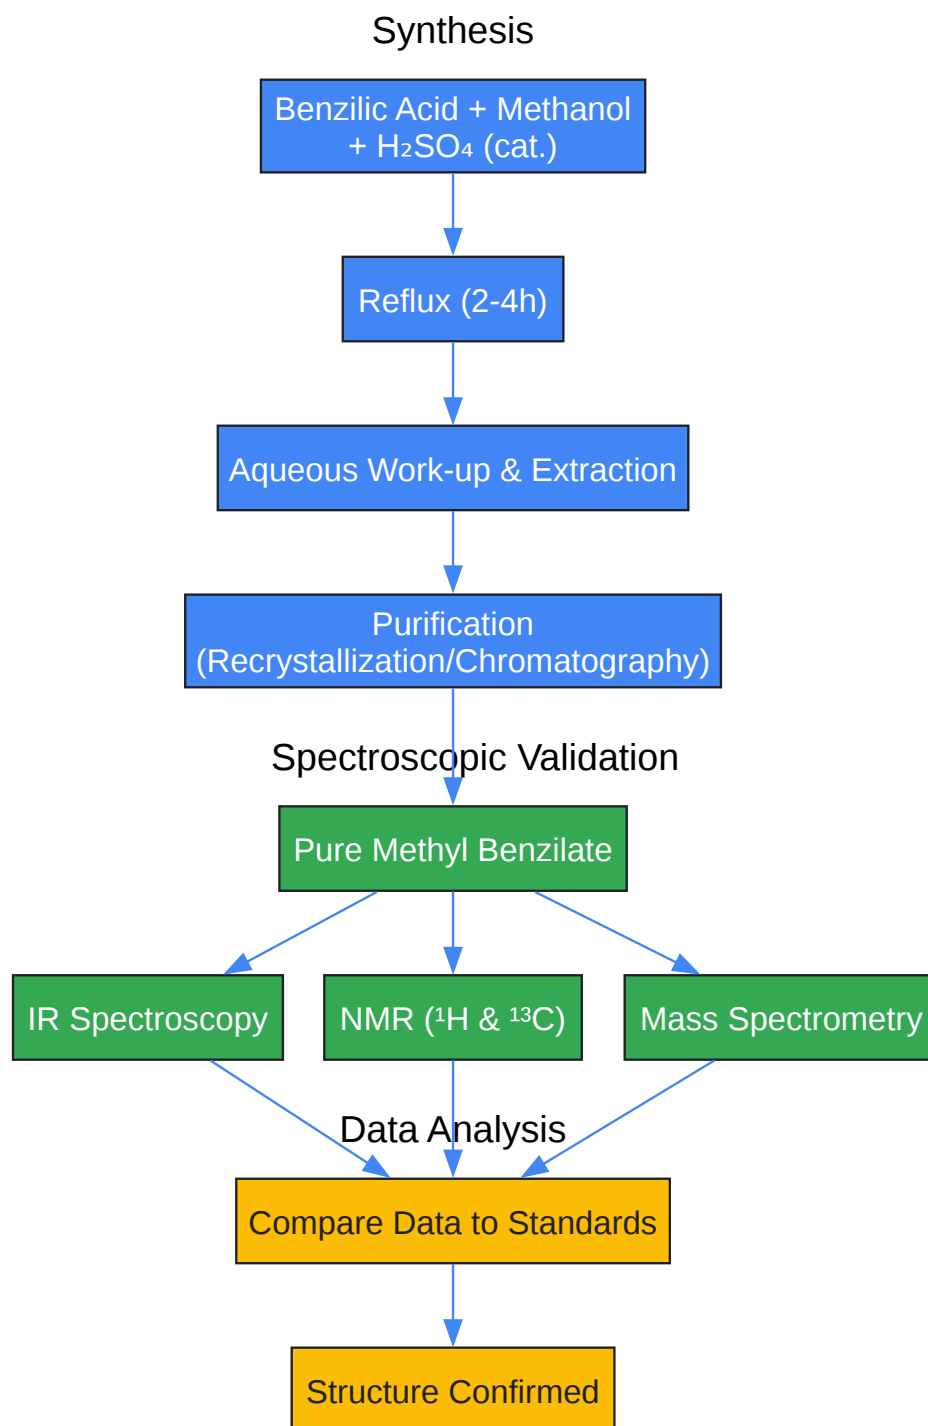 Synthesis
Benzilic Acid + Methanol
+ H₂SO₄ (cat.)
Reflux (2-4h)
Aqueous Work-up & Extraction
Purification
(Recrystallization/Chromatography)
Spectroscopic Validation
Pure Methyl Benzilate
IR Spectroscopy
NMR (¹H & ¹³C)
Mass Spectrometry
Data Analysis
Compare Data to Standards
Structure Confirmed